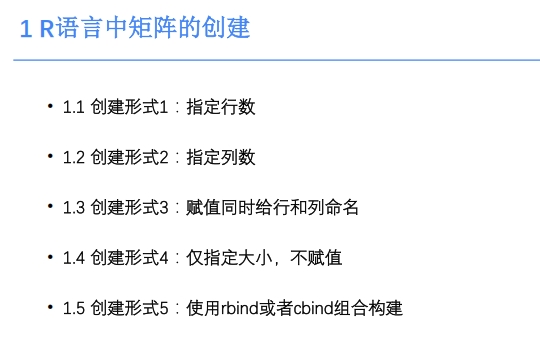 1 R语言中矩阵的创建
• 1.1 创建形式1：指定行数
• 1.2 创建形式2：指定列数
• 1.3 创建形式3：赋值同时给行和列命名
• 1.4 创建形式4：仅指定大小，不赋值
• 1.5 创建形式5：使用rbind或者cbind组合构建